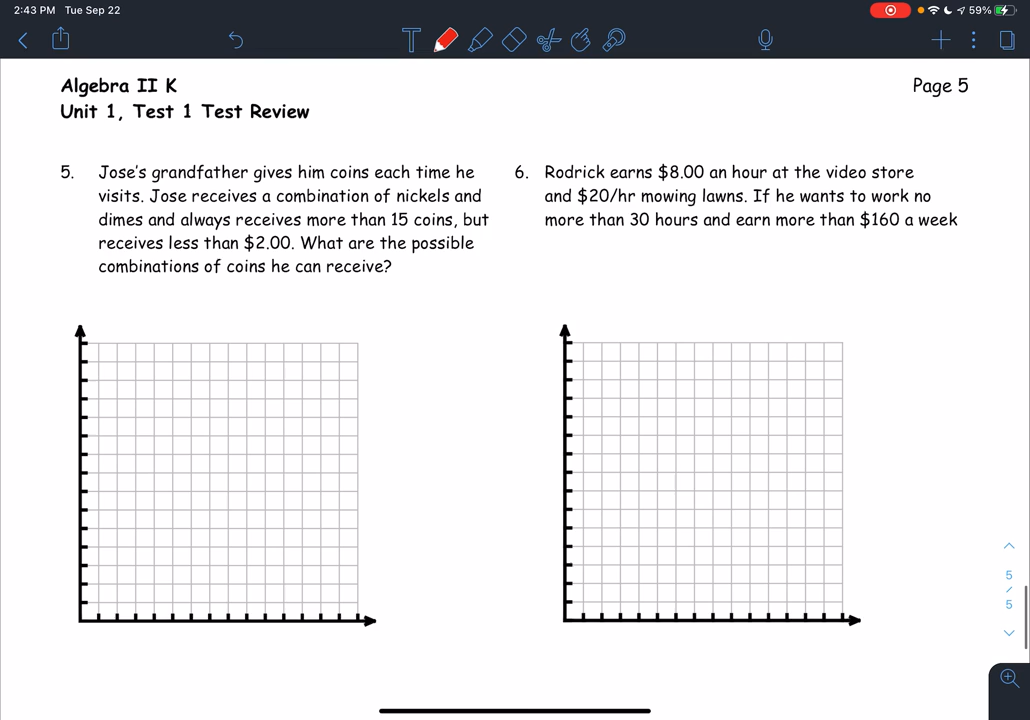 2:43 PM Tue Sep 22
59%
Algebra II K
Page 5
Unit 1, Test 1 Test Review
5. Jose's grandfather gives him coins each time he
visits. Jose receives a combination of nickels and
dimes and always receives more than 15 coins, but
receives less than $2.00. What are the possible
combinations of coins he can receive?
6. Rodrick earns $8.00 an hour at the video store
and $20/hr mowing lawns. If he wants to work no
more than 30 hours and earn more than $160 a week
5
/
5